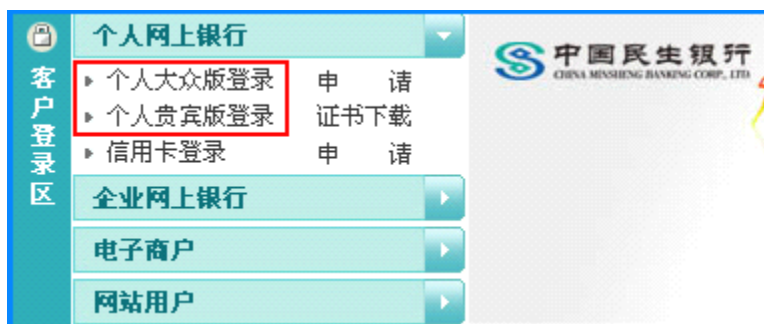 客户登录区
个人网上银行
个人大众版登录 申 请
个人贵宾版登录 证书下载
信用卡登录 申 请
企业网上银行
电子商户
网站用户
中国民生银行
CHINA MINSHENG BANKING CORP., LTD